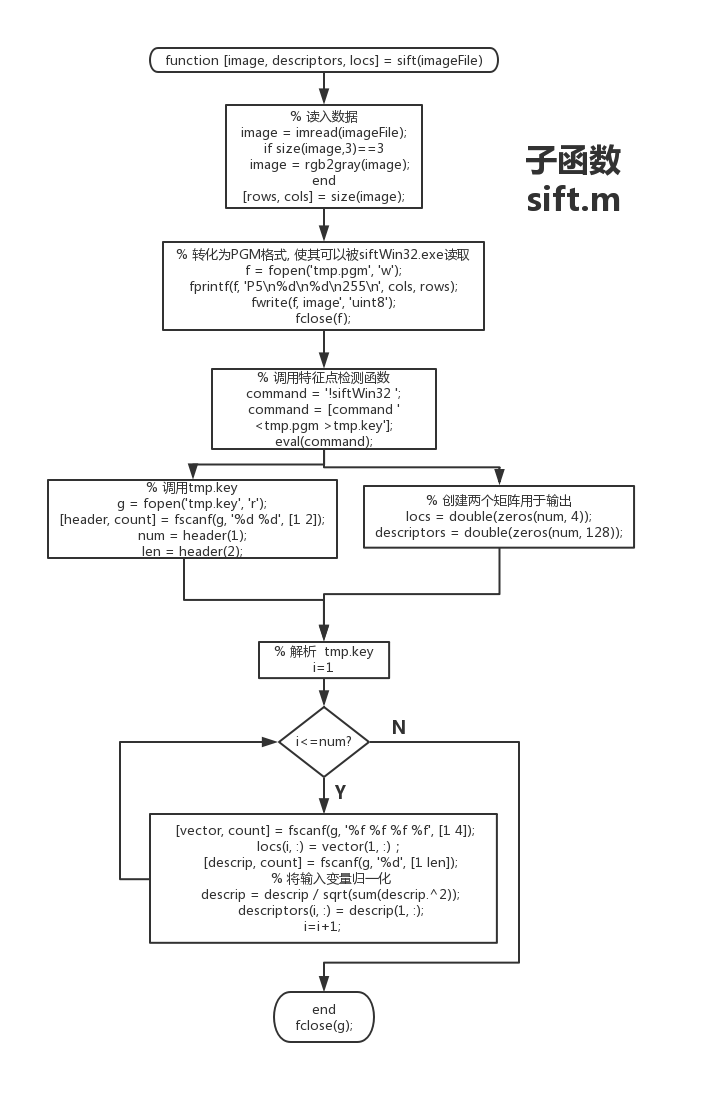 function [image, descriptors, locs] = sift(imageFile)
% 读入数据
image = imread(imageFile);
if size(image,3)==3
image = rgb2gray(image);
end
[rows, cols] = size(image);
子函数
sift.m
% 转化为PGM格式, 使其可以被siftWin32.exe读取
f = fopen('tmp.pgm', 'w');
fprintf(f, 'P5\n%d\n%d\n255\n', cols, rows);
fwrite(f, image', 'uint8');
fclose(f);
% 调用特征点检测函数
command = '!siftWin32 ';
command = [command '
<tmp.pgm >tmp.key'];
eval(command);
% 调用tmp.key
g = fopen('tmp.key', 'r');
[header, count] = fscanf(g, '%d %d', [1 2]);
num = header(1);
len = header(2);
% 创建两个矩阵用于输出
locs = double(zeros(num, 4));
descriptors = double(zeros(num, 128));
% 解析 tmp.key
i=1
i<=num?
N
Y
[vector, count] = fscanf(g, '%f %f %f %f', [1 4]);
locs(i, :) = vector(1, :) ;
[descrip, count] = fscanf(g, '%d', [1 len]);
% 将输入变量归一化
descrip = descrip / sqrt(sum(descrip.^2));
descriptors(i, :) = descrip(1, :);
i=i+1;
end
fclose(g);